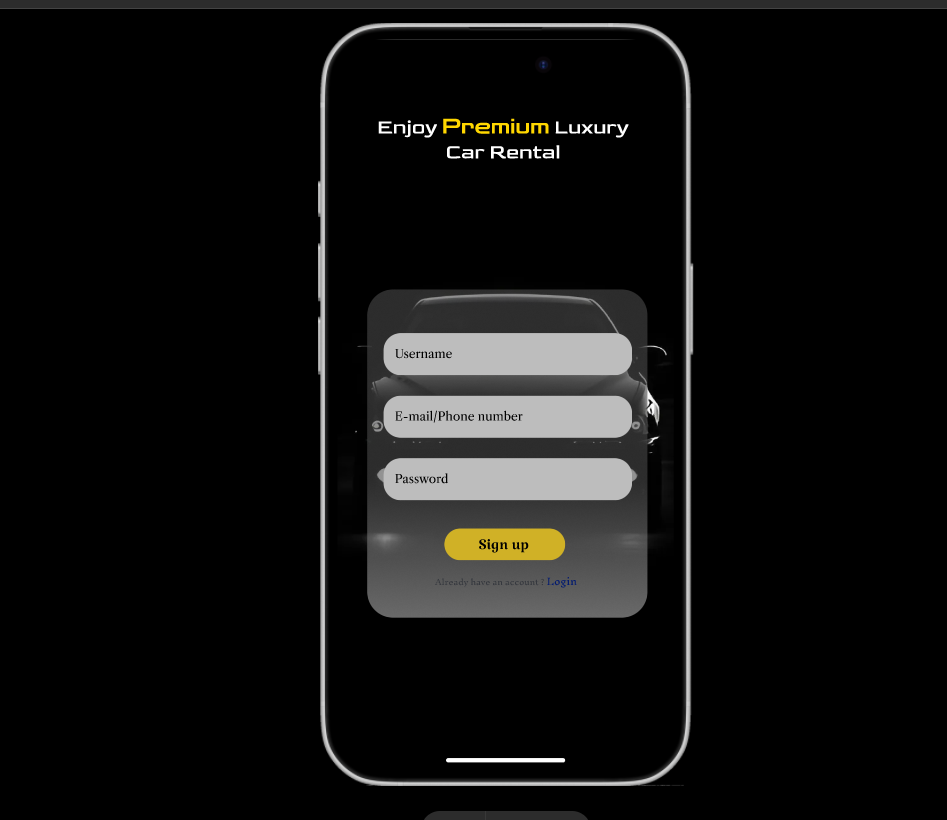 Enjoy Premium Luxury
Car Rental
Username
E-mail/Phone number
Password
Sign up
Already have an account ? Login